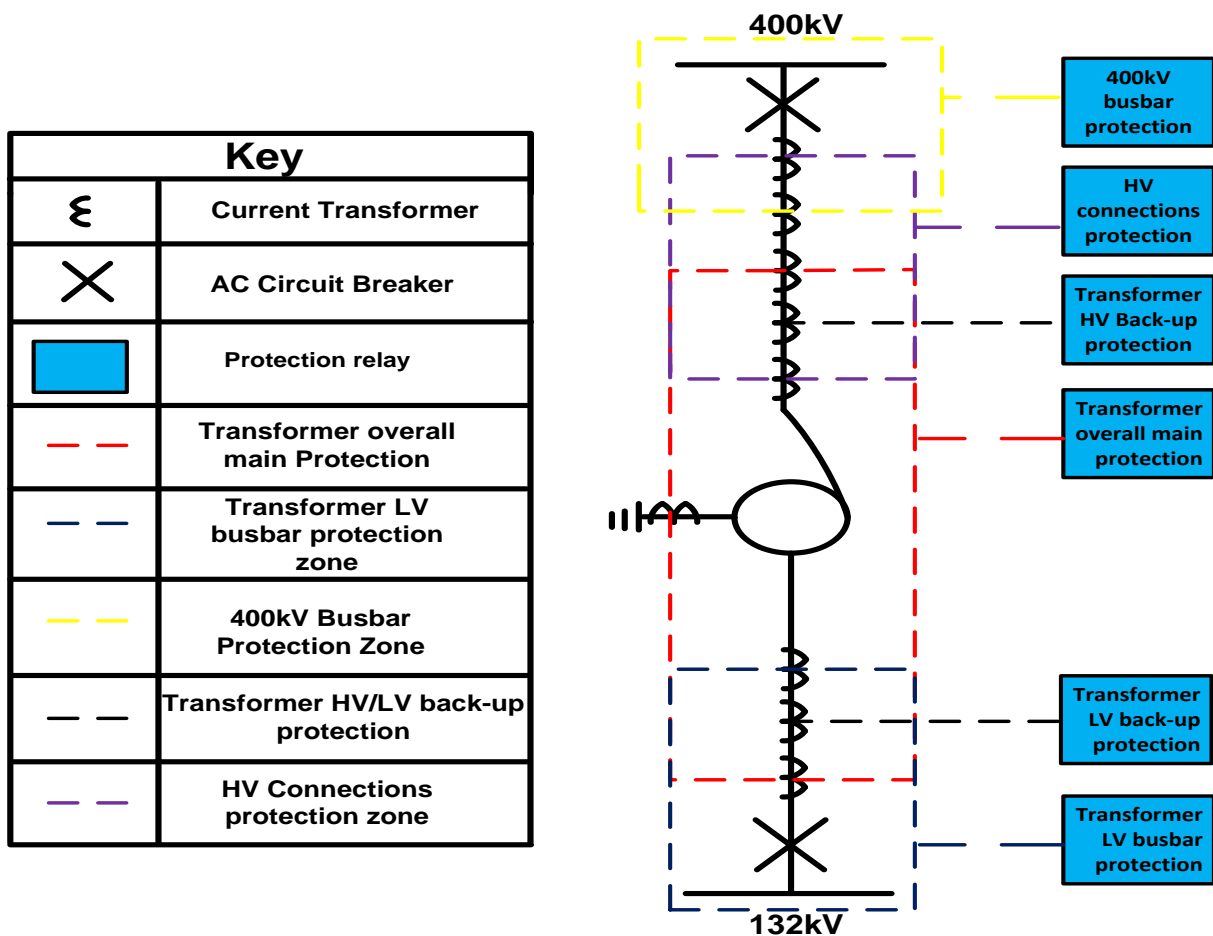 Key
Current Transformer
AC Circuit Breaker
Protection relay
Transformer overall
main Protection
Transformer LV
busbar protection
zone
400kV Busbar
Protection Zone
Transformer HV/LV back-up
protection
HV Connections
protection zone
400kV
132kV
400kV
busbar
protection
HV
connections
protection
Transformer
HV Back-up
protection
Transformer
overall main
protection
Transformer
LV back-up
protection
Transformer
LV busbar
protection